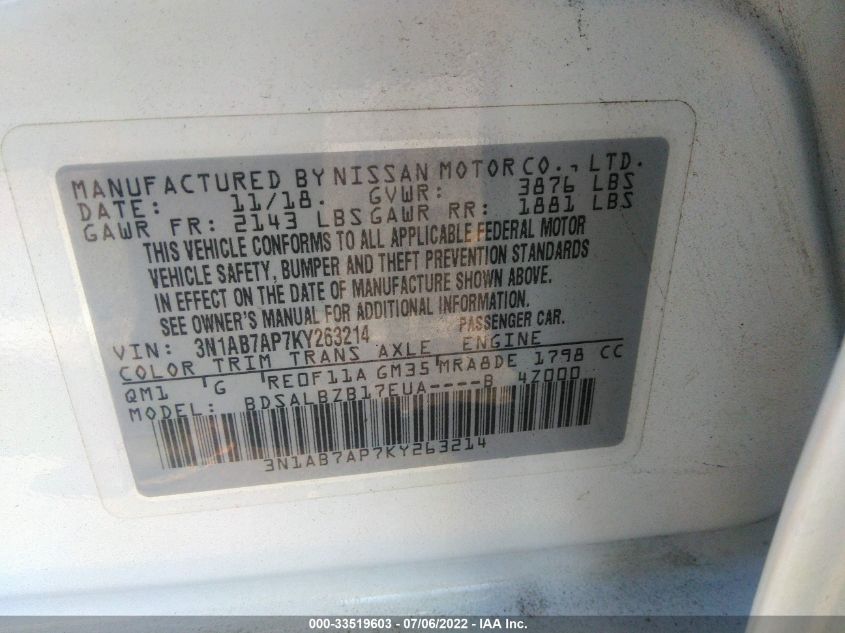 MANUFACTURED BY NISSAN MOTOR CO., LTD.
DATE: 11/18. GVWR: 3876 LBS
GAWR FR: 2143 LBS GAWR RR: 1881 LBS
THIS VEHICLE CONFORMS TO ALL APPLICABLE FEDERAL MOTOR
VEHICLE SAFETY, BUMPER AND THEFT PREVENTION STANDARDS
IN EFFECT ON THE DATE OF MANUFACTURE SHOWN ABOVE.
SEE OWNER'S MANUAL FOR ADDITIONAL INFORMATION.
VIN: 3N1AB7AP7KY263214 PASSENGER CAR.
COLOR TRIM TRANS AXLE ENGINE
QM1 G RE0F11A GM35 MRA8DE 1798 CC
MODEL: BDSALBZB17EUA----B 4Z000
3N1AB7AP7KY263214
000-33519603 - 07/06/2022 - IAA Inc.